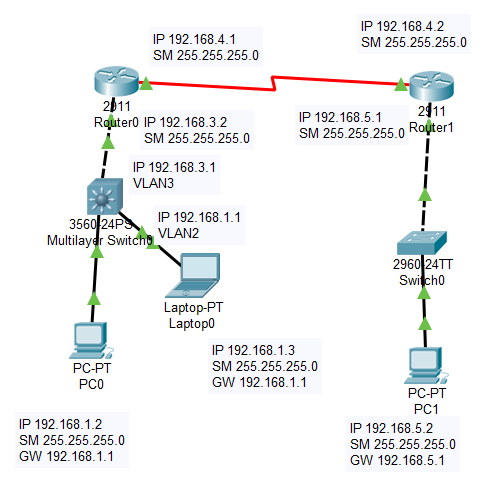 IP 192.168.4.1
SM 255.255.255.0
IP 192.168.4.2
SM 255.255.255.0
2911
Router0
IP 192.168.3.2
SM 255.255.255.0
IP 192.168.5.1
SM 255.255.255.0
2911
Router1
IP 192.168.3.1
VLAN3
3560-24PS
Multilayer Switch0
IP 192.168.1.1
VLAN2
2960-24TT
Switch0
Laptop-PT
Laptop0
IP 192.168.1.3
SM 255.255.255.0
GW 192.168.1.1
PC-PT
PC0
PC-PT
PC1
IP 192.168.1.2
SM 255.255.255.0
GW 192.168.1.1
IP 192.168.5.2
SM 255.255.255.0
GW 192.168.5.1